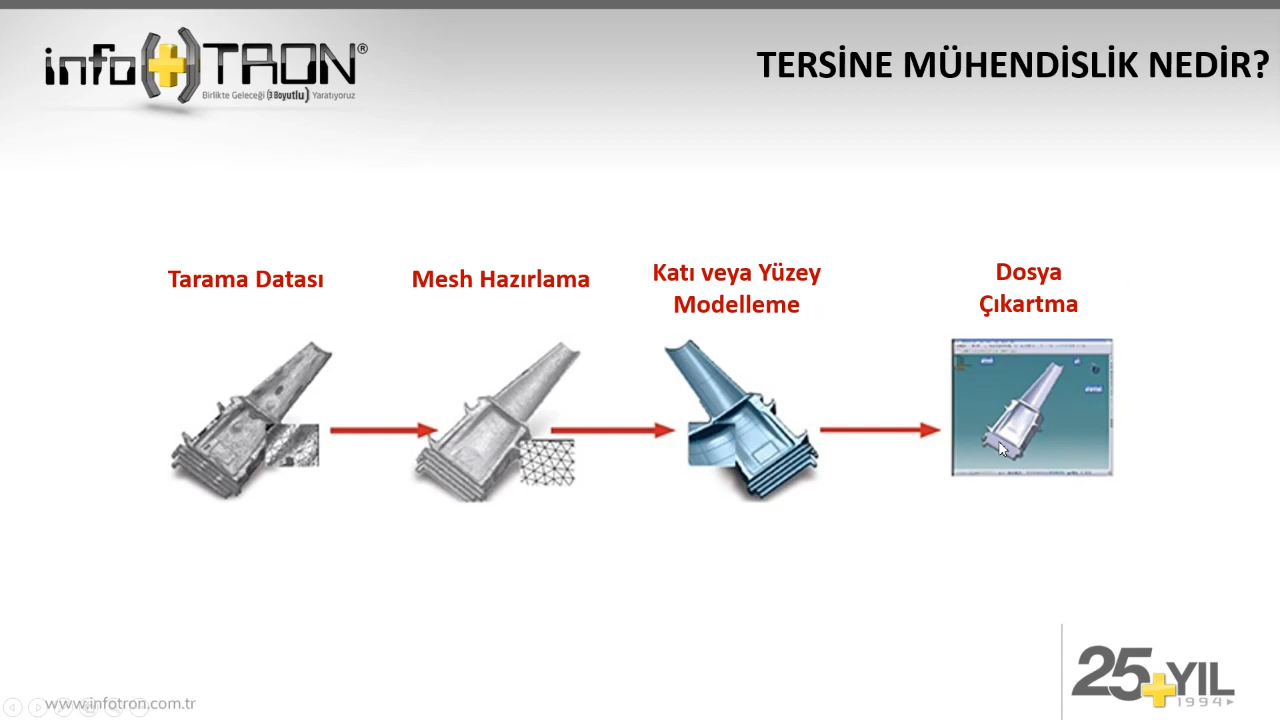 info(+)TRON®
Birlikte Geleceği (3 Boyutlu) Yaratıyoruz
TERSİNE MÜHENDİSLİK NEDİR?
Tarama Datası
Mesh Hazırlama
Katı veya Yüzey
Modelleme
Dosya
Çıkartma
www.infotron.com.tr
25+YIL
1994